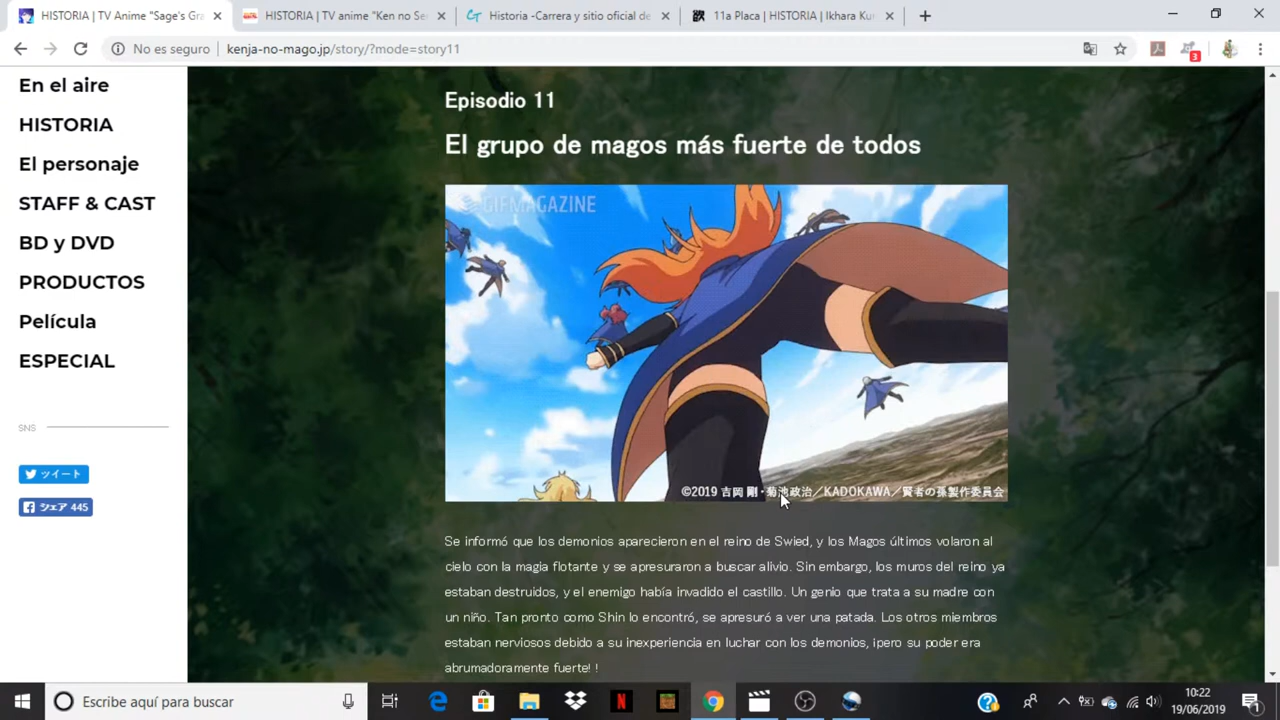 HISTORIA | TV Anime "Sage's Gra
HISTORIA | TV anime "Ken no Se
Historia -Carrera y sitio oficial de
11a Placa | HISTORIA | Ikhara Ku
No es seguro
kenja-no-mago.jp/story/?mode=story11
3
En el aire
HISTORIA
El personaje
STAFF & CAST
BD y DVD
PRODUCTOS
Película
ESPECIAL
SNS
ツイート
シェア 445
Episodio 11
El grupo de magos más fuerte de todos
GIFMAGAZINE
©2019 吉岡 剛・菊池政治／KADOKAWA／賢者の孫製作委員会
Se informó que los demonios aparecieron en el reino de Swied, y los Magos últimos volaron al
cielo con la magia flotante y se apresuraron a buscar alivio. Sin embargo, los muros del reino ya
estaban destruidos, y el enemigo había invadido el castillo. Un genio que trata a su madre con
un niño. Tan pronto como Shin lo encontró, se apresuró a ver una patada. Los otros miembros
estaban nerviosos debido a su inexperiencia en luchar con los demonios, ¡pero su poder era
abrumadoramente fuerte! !
Escribe aquí para buscar
10:22
19/06/2019
1